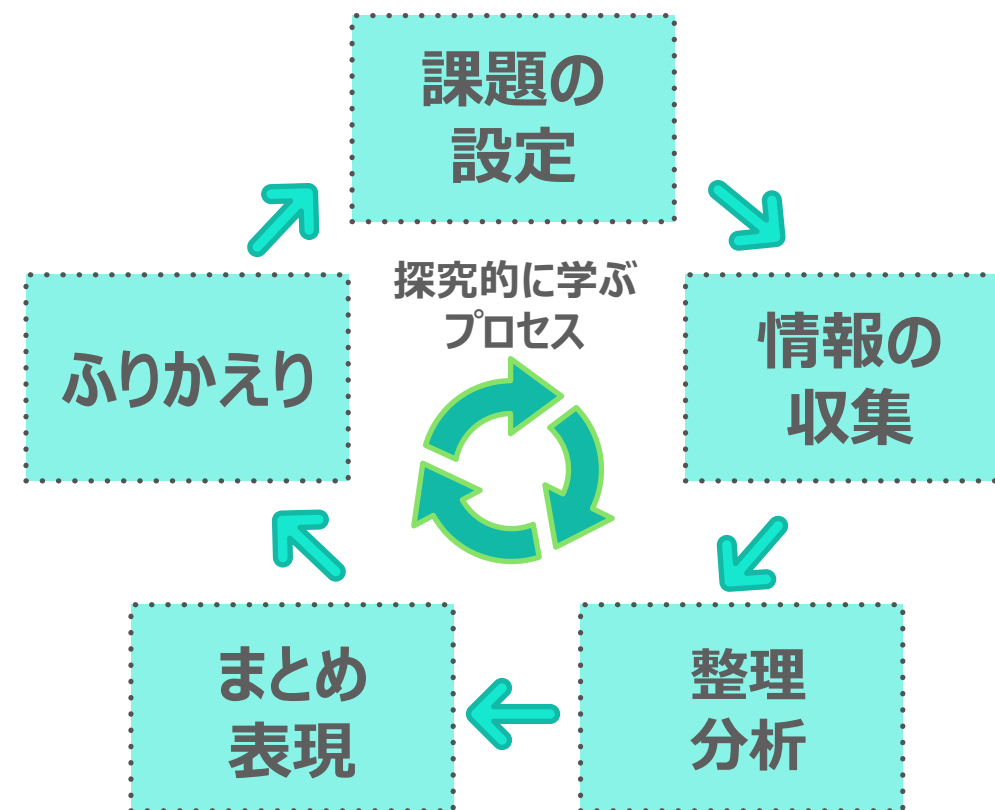 課題の
設定
探究的に学ぶ
プロセス
情報の
収集
整理
分析
まとめ
表現
ふりかえり